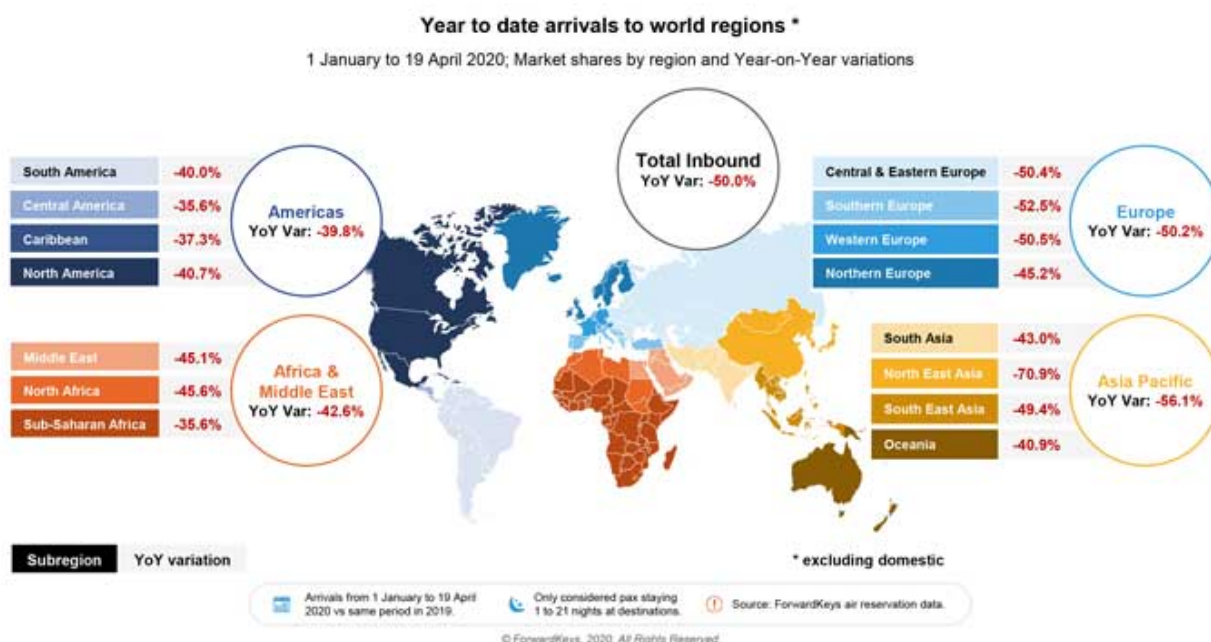 Year to date arrivals to world regions *
1 January to 19 April 2020; Market shares by region and Year-on-Year variations
Total Inbound
YoY Var: -50.0%
South America -40.0%
Central America -35.6%
Caribbean -37.3%
North America -40.7%
Americas
YoY Var: -39.8%
Central & Eastern Europe -50.4%
Southern Europe -52.5%
Western Europe -50.5%
Northern Europe -45.2%
Europe
YoY Var: -50.2%
Middle East -45.1%
North Africa -45.6%
Sub-Saharan Africa -35.6%
Africa &
Middle East
YoY Var: -42.6%
South Asia -43.0%
North East Asia -70.9%
South East Asia -49.4%
Oceania -40.9%
Asia Pacific
YoY Var: -56.1%
Subregion YoY variation
* excluding domestic
Arrivals from 1 January to 19 April
2020 vs same period in 2019.
Only considered pax staying
1 to 21 nights at destinations.
Source: ForwardKeys air reservation data.
© ForwardKeys, 2020. All Rights Reserved